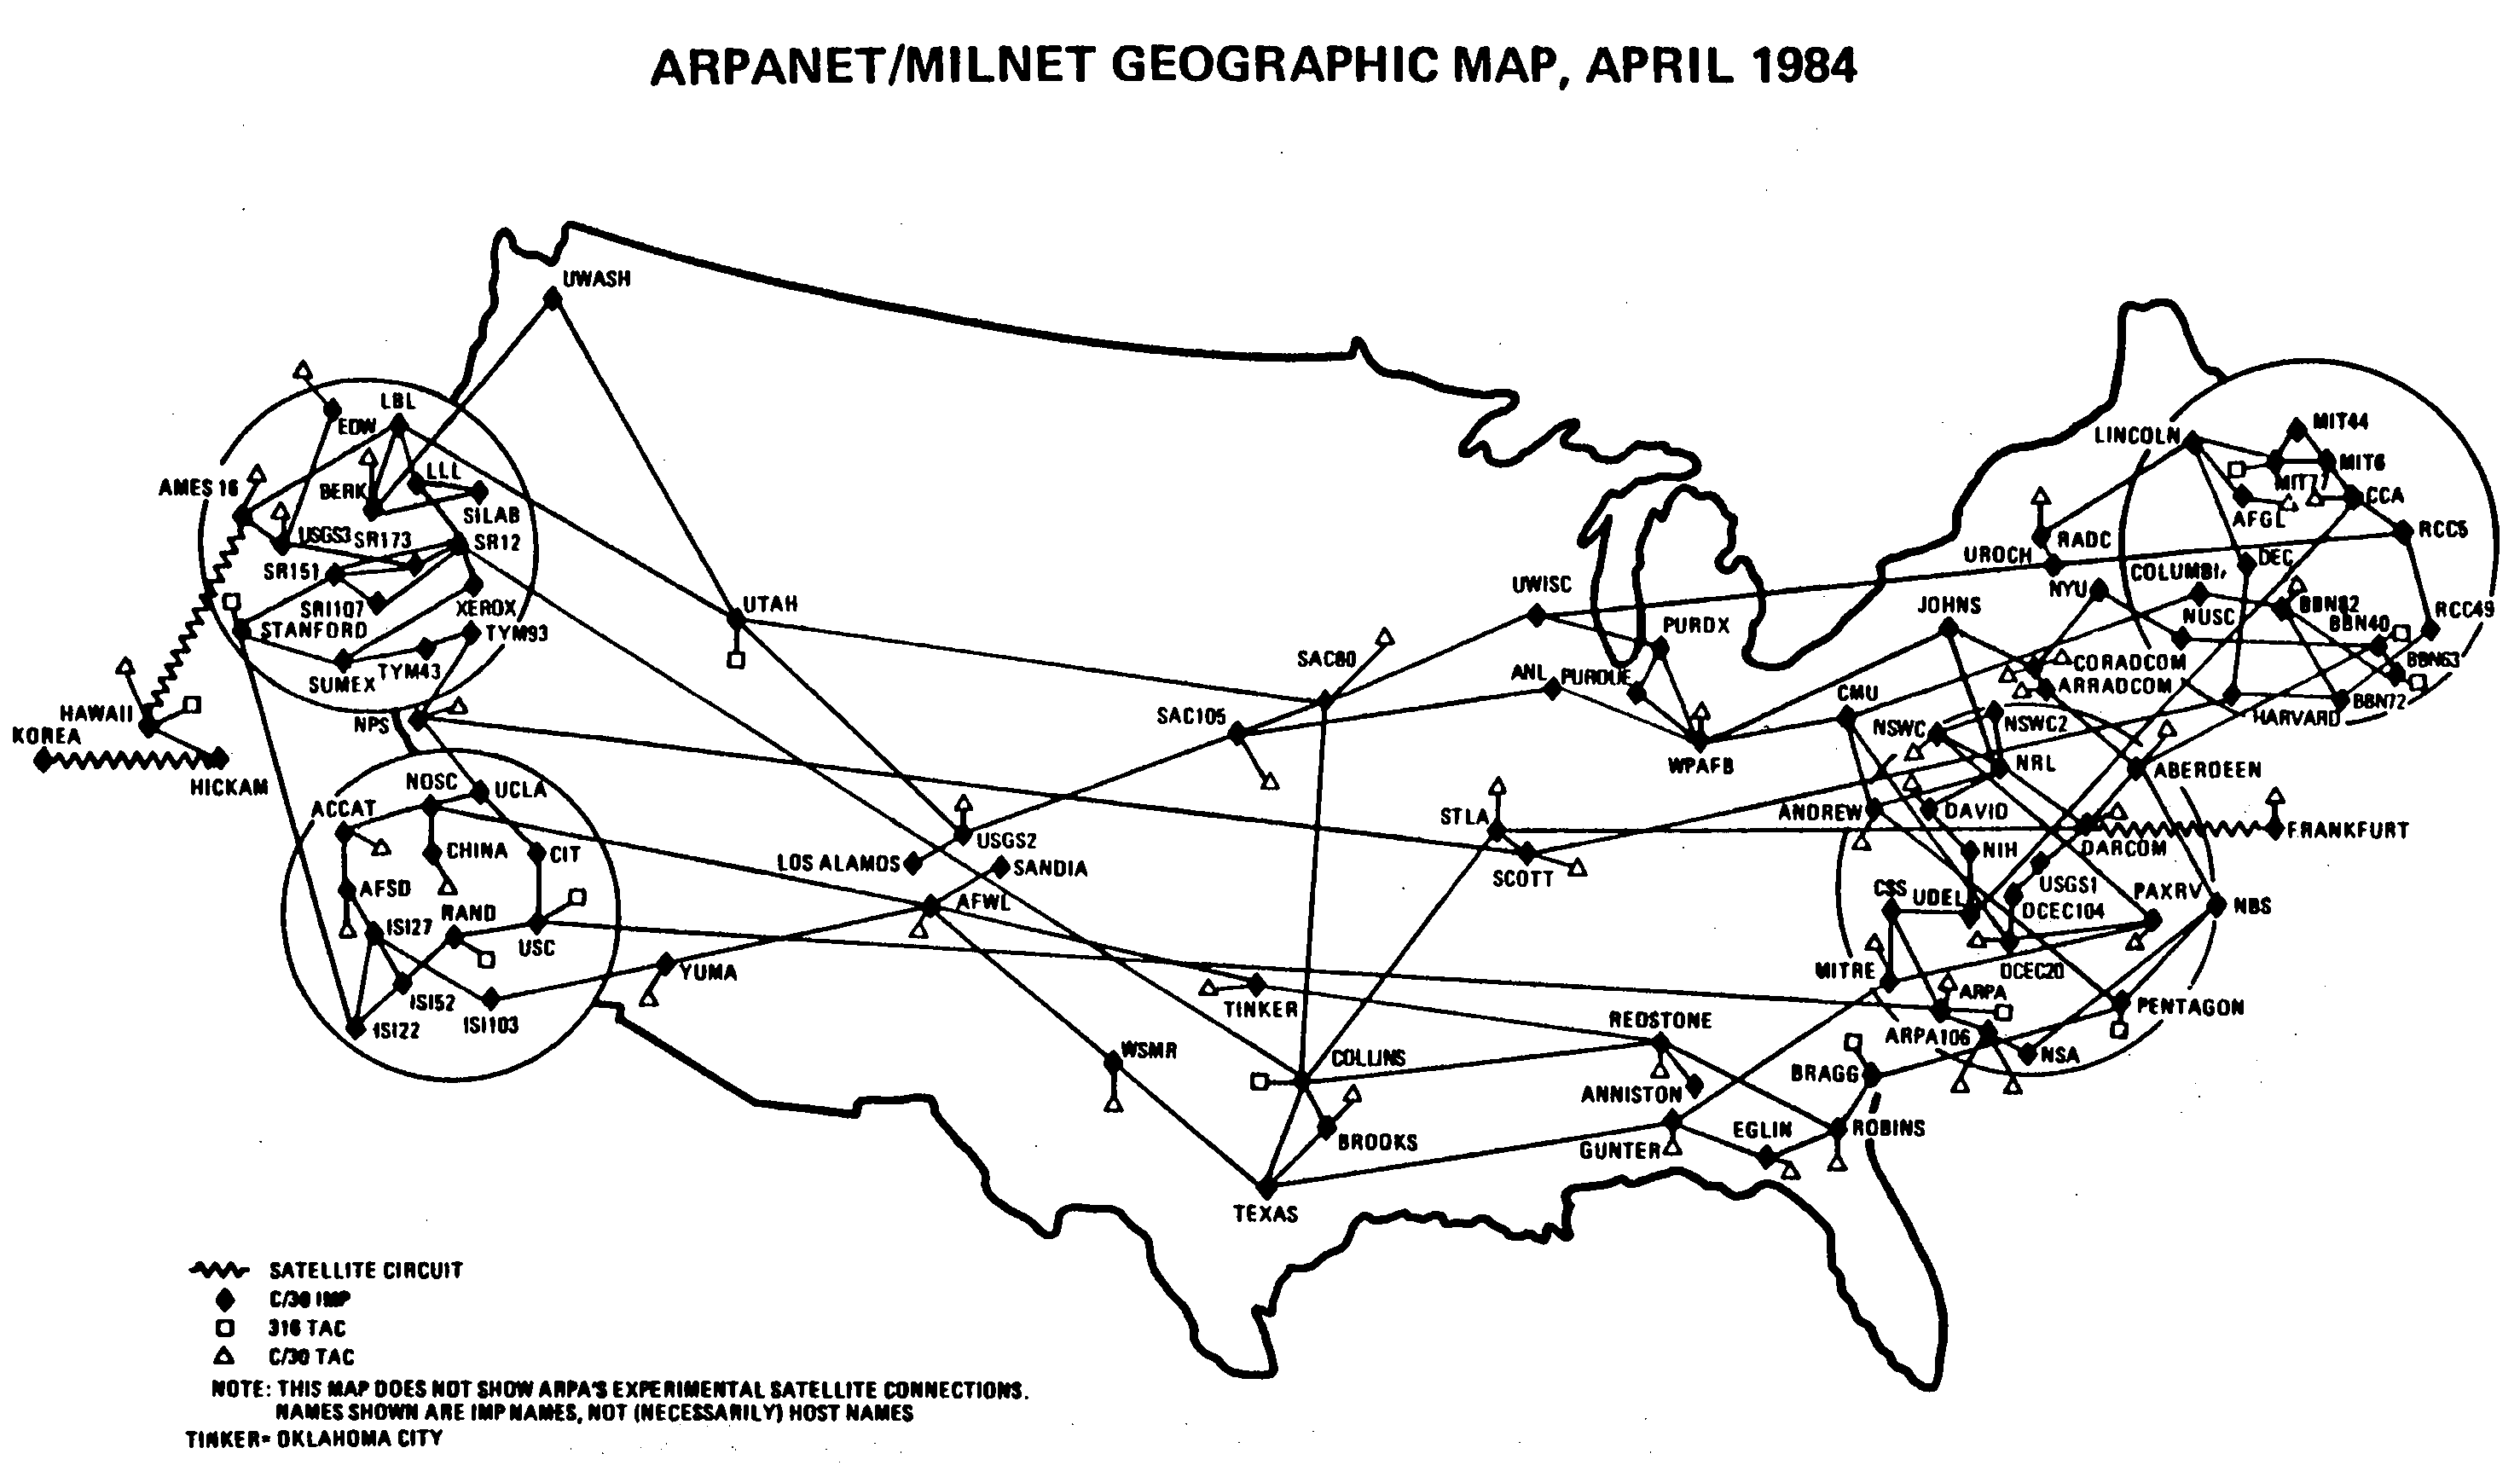 ARPANET/MILNET GEOGRAPHIC MAP, APRIL 1984
UWASH
LBL
EDW
LLL
AMES 16
BERK
SILAB
USGS3
SR173
SR12
SR151
SR1107
XEROX
STANFORD
TYM93
TYM43
SUMEX
HAWAII
NPS
KOREA
HICKAM
NOSC
UCLA
ACCAT
CHINA
CIT
AFSD
RAND
ISI27
USC
ISI52
ISI22
ISI103
YUMA
UTAH
USGS2
LOS ALAMOS
SANDIA
AFWL
WSMR
TINKER
SAC80
SAC105
COLLINS
BROOKS
TEXAS
UWISC
PURDX
ANL
PURDUE
WPAFB
STLA
SCOTT
REDSTONE
ANNISTON
GUNTER
EGLIN
ROBINS
BRAGG
LINCOLN
MIT44
MIT6
MIT77
CCA
AFGL
RCC5
RADC
UROCH
DEC
NYU
COLUMBIA
JOHNS
NUSC
BBN82
BBN40
RCC49
CORADCOM
BBN63
ARRADCOM
CMU
HARVARD
BBN72
NSWC
NSWC2
NRL
ABERDEEN
ANDREW
DAVID
FRANKFURT
DARCOM
NIH
USGS1
PAXRV
CSS
UDEL
DCEC104
NBS
MITRE
DCEC20
ARPA
PENTAGON
ARPA106
NSA
SATELLITE CIRCUIT
C/30 IMP
316 TAC
C/30 TAC
NOTE: THIS MAP DOES NOT SHOW ARPA'S EXPERIMENTAL SATELLITE CONNECTIONS.
NAMES SHOWN ARE IMP NAMES, NOT (NECESSARILY) HOST NAMES
TINKER= OKLAHOMA CITY